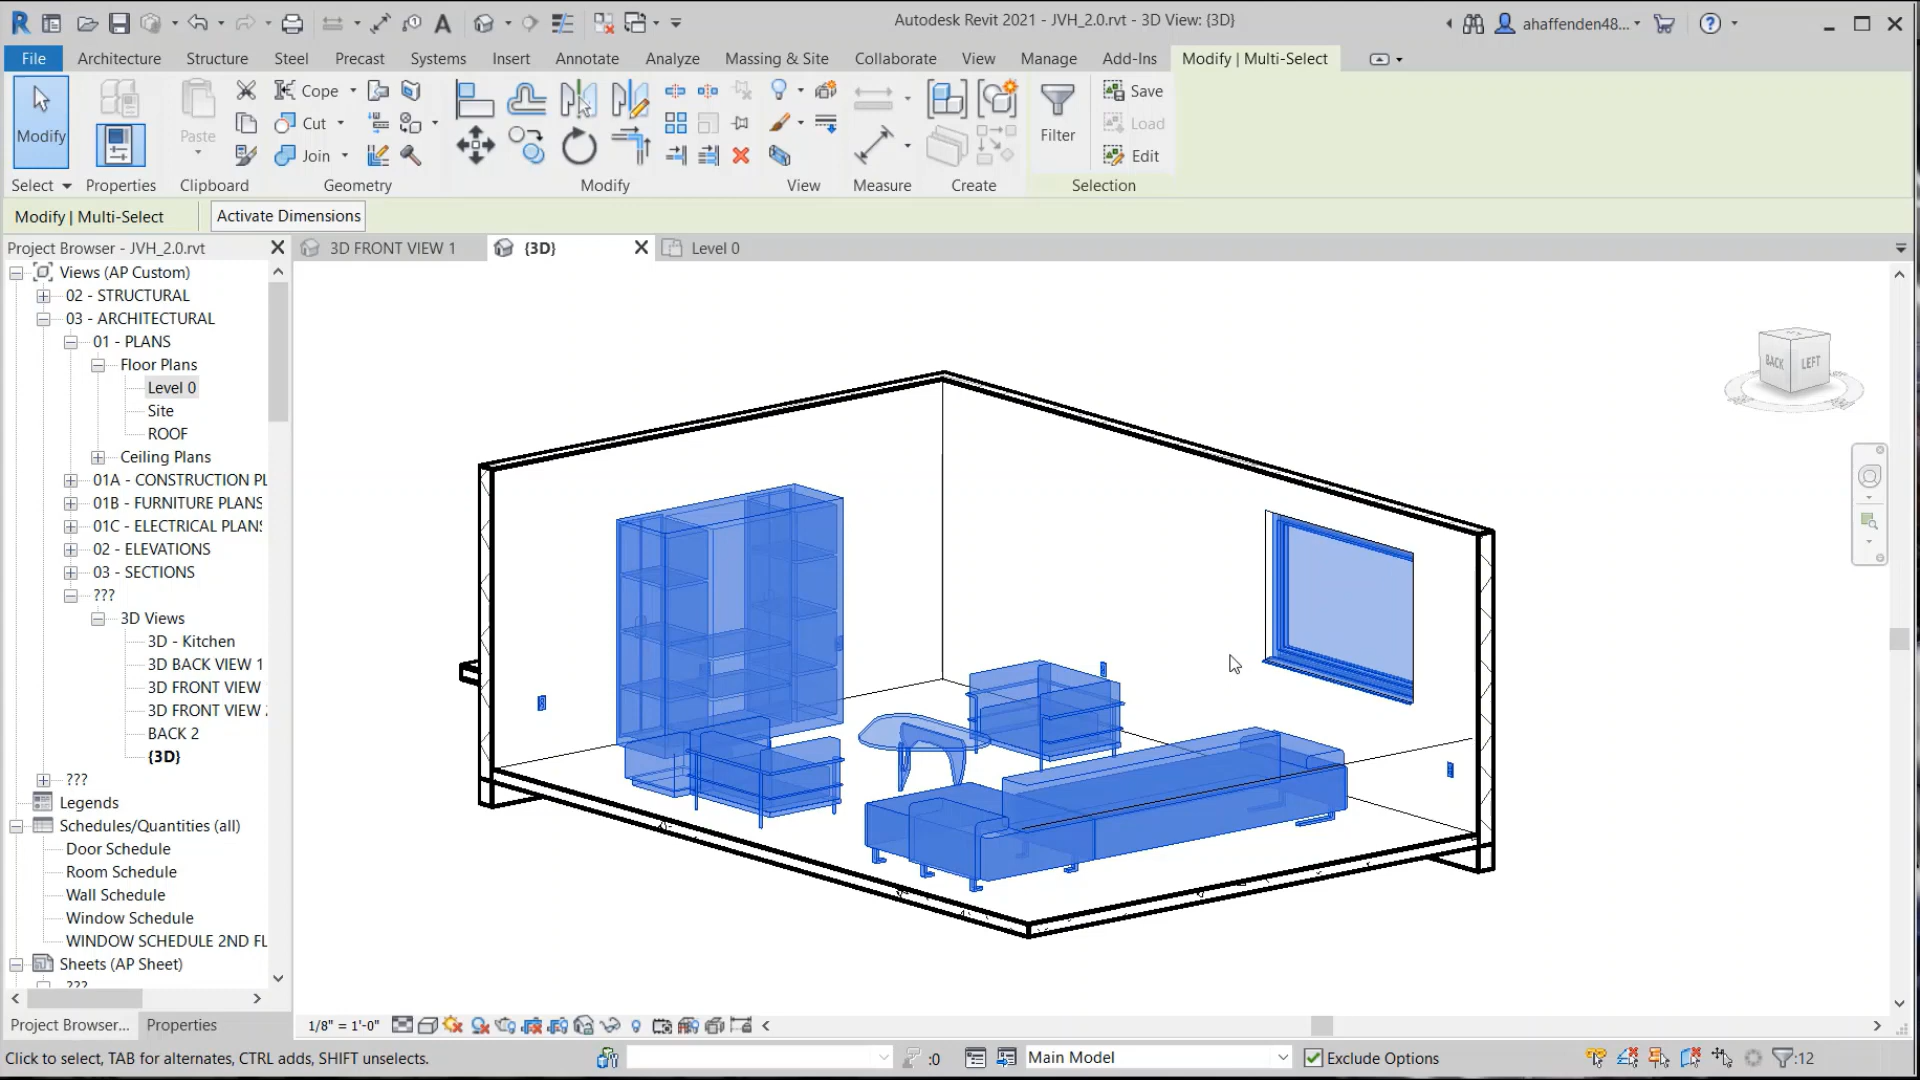 Autodesk Revit 2021 - JVH_2.0.rvt - 3D View: {3D}
ahaffenden48...
File Architecture Structure Steel Precast Systems Insert Annotate Analyze Massing & Site Collaborate View Manage Add-Ins Modify | Multi-Select
Modify
Paste
Cope
Cut
Join
Filter
Save
Load
Edit
Select Properties Clipboard Geometry Modify View Measure Create Selection
Modify | Multi-Select Activate Dimensions
Project Browser - JVH_2.0.rvt
3D FRONT VIEW 1 {3D} Level 0
Views (AP Custom)
02 - STRUCTURAL
03 - ARCHITECTURAL
01 - PLANS
Floor Plans
Level 0
Site
ROOF
Ceiling Plans
01A - CONSTRUCTION PL
01B - FURNITURE PLANS
01C - ELECTRICAL PLANS
02 - ELEVATIONS
03 - SECTIONS
???
3D Views
3D - Kitchen
3D BACK VIEW 1
3D FRONT VIEW
3D FRONT VIEW
BACK 2
{3D}
???
Legends
Schedules/Quantities (all)
Door Schedule
Room Schedule
Wall Schedule
Window Schedule
WINDOW SCHEDULE 2ND FL
Sheets (AP Sheet)
???
BACK LEFT
Project Browser... Properties
1/8" = 1'-0"
Click to select, TAB for alternates, CTRL adds, SHIFT unselects.
:0
Main Model
Exclude Options
:12